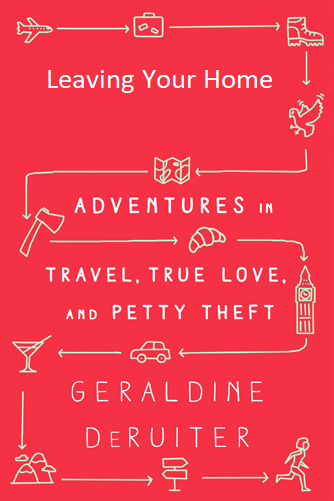 Leaving Your Home
ADVENTURES IN
TRAVEL, TRUE LOVE,
AND PETTY THEFT
GERALDINE
DERUITER